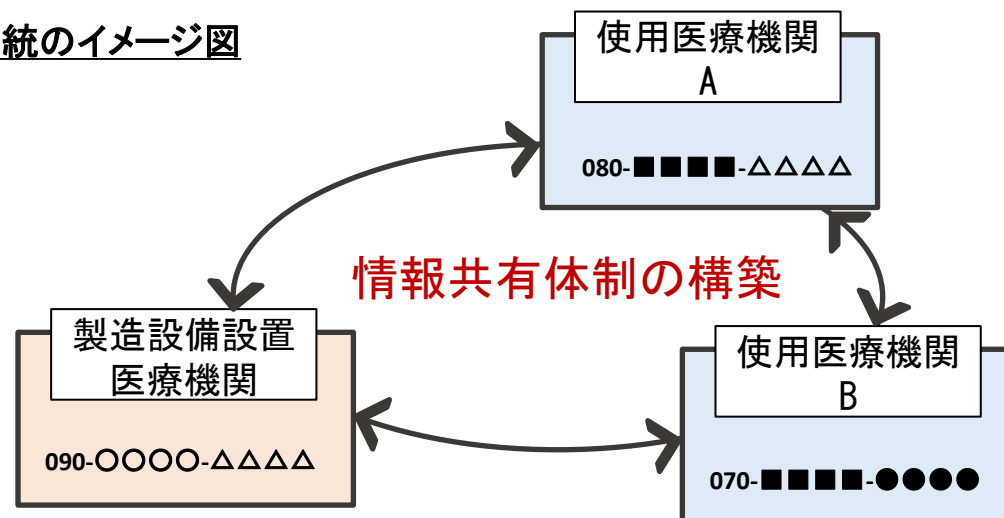 統のイメージ図
使用医療機関
A
080-■■■■-△△△△
情報共有体制の構築
製造設備設置
医療機関
090-○○○○-△△△△
使用医療機関
B
070-■■■■-●●●●